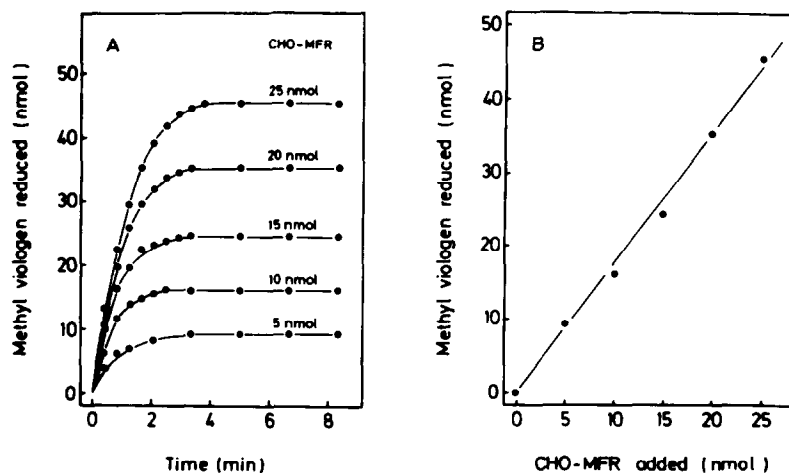 A
CHO-MFR
Methyl viologen reduced (nmol)
50
40
30
20
10
0
25 nmol
20 nmol
15 nmol
10 nmol
5 nmol
0 2 4 6 8
Time (min)
B
Methyl viologen reduced (nmol)
50
40
30
20
10
0
0 5 10 15 20 25
CHO-MFR added (nmol)